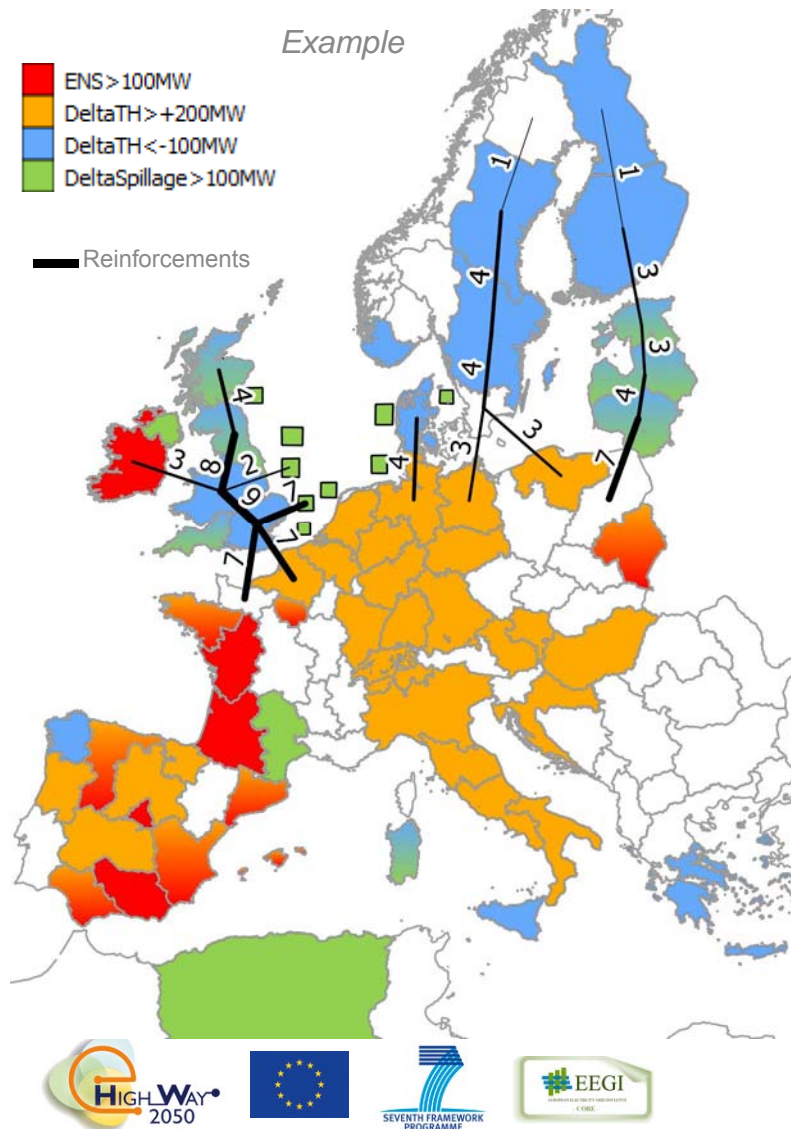 Example
ENS>100MW
DeltaTH>+200MW
DeltaTH<-100MW
DeltaSpillage>100MW
Reinforcements
1
1
4
3
3
4
4
4
3
7
3
3
8
2
4
9
7
7
7
HIGHWAY
2050
SEVENTH FRAMEWORK
PROGRAMME
EEGI
CORE